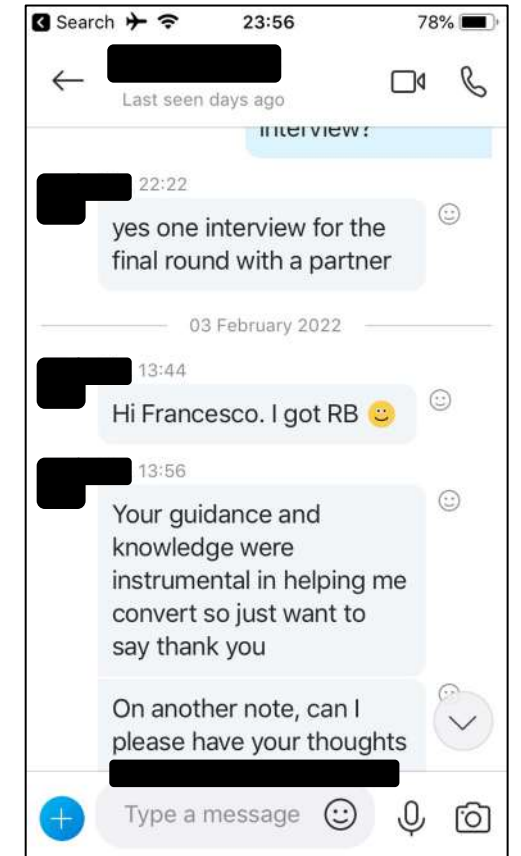 Search 23:56 78%
Last seen days ago
interview?
22:22
yes one interview for the
final round with a partner
03 February 2022
13:44
Hi Francesco. I got RB 🙂
13:56
Your guidance and
knowledge were
instrumental in helping me
convert so just want to
say thank you
On another note, can I
please have your thoughts
Type a message